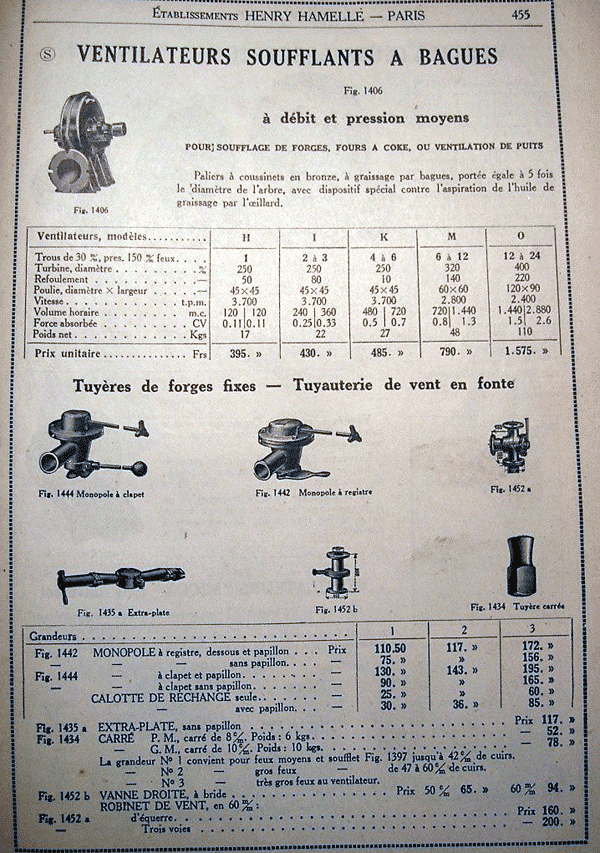 ÉTABLISSEMENTS HENRY HAMELLE — PARIS 455
Ⓢ VENTILATEURS SOUFFLANTS A BAGUES
Fig. 1406
à débit et pression moyens
POUR SOUFFLAGE DE FORGES, FOURS A COKE, OU VENTILATION DE PUITS
Paliers à coussinets en bronze, à graissage par bagues, portée égale à 5 fois
le diamètre de l'arbre, avec dispositif spécial contre l'aspiration de l'huile de
graissage par l'œillard.
Fig. 1406
Ventilateurs, modèles........... H I K M O
Trous de 30 %, pres. 150 % feux.... 1 2 à 3 4 à 6 6 à 12 12 à 24
Turbine, diamètre........... % 250 250 250 320 400
Refoulement........... — 50 80 10 140 220
Poulie, diamètre × largeur..... — 45×45 45×45 45×45 60×60 120×90
Vitesse........... t.p.m. 3.700 3.700 3.700 2.800 2.400
Volume horaire........... m.c. 120 | 120 240 | 360 480 | 720 720|1.440 1.440|2.880
Force absorbée........... CV 0.11|0.11 0.25|0.33 0.5 | 0.7 0.8 | 1.3 1.5| 2.6
Poids net........... Kgs 17 22 27 48 110
Prix unitaire........... Frs 395. » 430. » 485. » 790. » 1.575. »
Tuyères de forges fixes — Tuyauterie de vent en fonte
Fig. 1444 Monopole à clapet
Fig. 1442 Monopole à registre
Fig. 1452 a
Fig. 1435 a Extra-plate
Fig. 1452 b
Fig. 1434 Tuyère carrée
Grandeurs........... 1 2 3
Fig. 1442 MONOPOLE à registre, dessous et papillon... Prix 110.50 117. » 172. »
— — sans papillon.... — 75. » » 156. »
Fig. 1444 — à clapet et papillon....... — 130. » 143. » 195. »
— — à clapet sans papillon...... — 90. » » 165. »
CALOTTE DE RECHANGE seule....... — 25. » » 60. »
— avec papillon.... — 30. » 36. » 85. »
Fig. 1435 a EXTRA-PLATE, sans papillon........... Prix 117. »
Fig. 1434 CARRÉ P. M., carré de 8 c/m. Poids : 6 kgs........... — 52. »
— G. M., carré de 10 c/m. Poids : 10 kgs........... — 78. »
La grandeur Nº 1 convient pour feux moyens et soufflet Fig. 1397 jusqu'à 42 c/m de cuirs.
— Nº 2 — gros feux — de 47 à 60 c/m de cuirs.
— Nº 3 — très gros feux au ventilateur.
Fig. 1452 b VANNE DROITE, à bride........... Prix 50 m/m 65. » 60 m/m 94. »
ROBINET DE VENT, en 60 m/m :
Fig. 1452 a d'équerre........... Prix 160. »
— Trois voies........... — 200. »